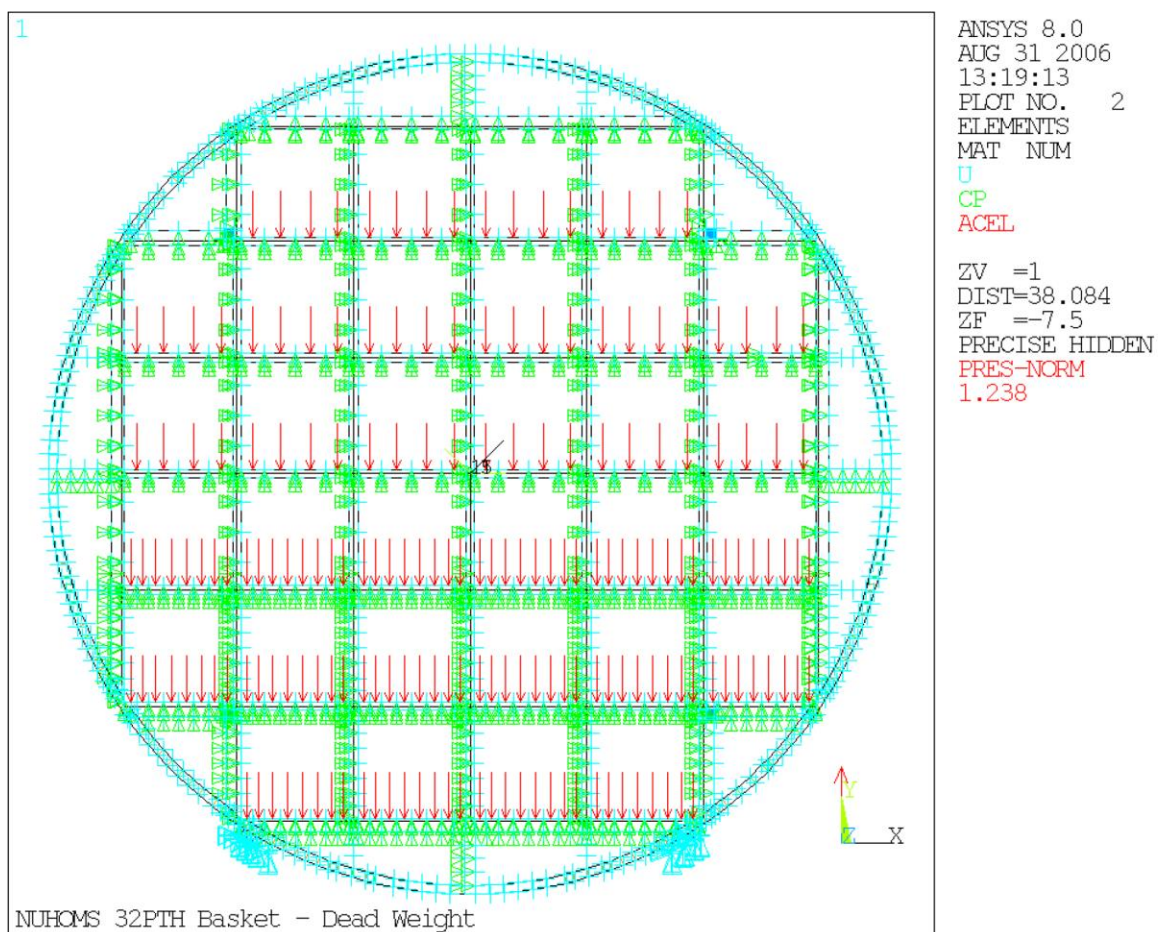 1
ANSYS 8.0
AUG 31 2006
13:19:13
PLOT NO. 2
ELEMENTS
MAT NUM
U
CP
ACEL
ZV =1
DIST=38.084
ZF =-7.5
PRECISE HIDDEN
PRES-NORM
1.238
Y
Z X
NUHOMS 32PTH Basket - Dead Weight